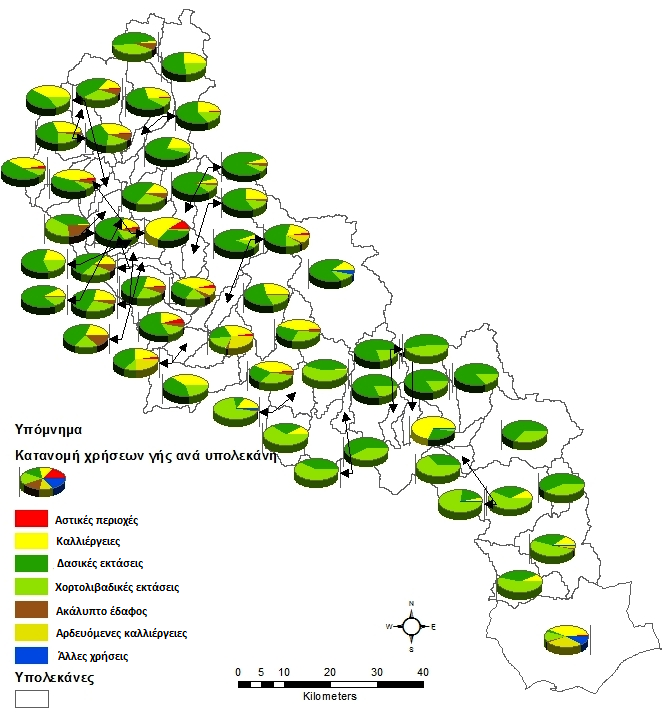 Υπόμνημα
Κατανομή χρήσεων γής ανά υπολεκάνη
Αστικές περιοχές
Καλλιέργειες
Δασικές εκτάσεις
Χορτολιβαδικές εκτάσεις
Ακάλυπτο έδαφος
Αρδευόμενες καλλιέργειες
Άλλες χρήσεις
Υπολεκάνες
N
W E
S
0 5 10 20 30 40
Kilometers